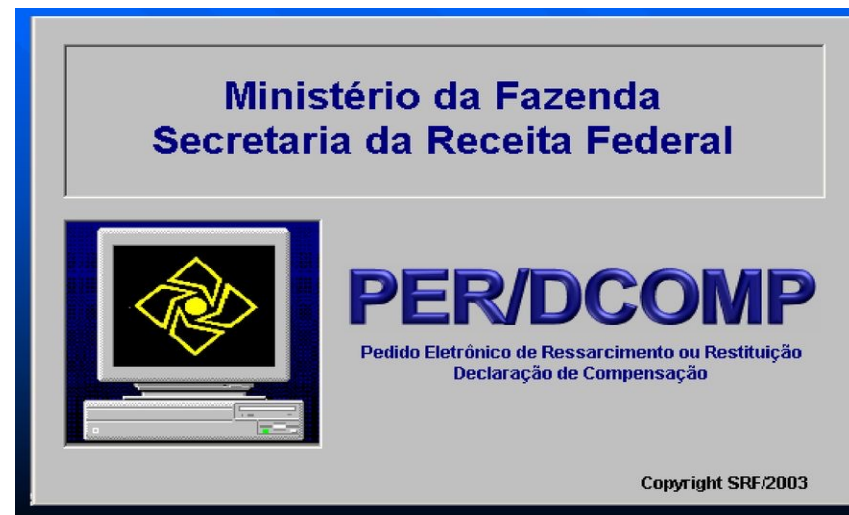 Ministério da Fazenda
Secretaria da Receita Federal
PER/DCOMP
Pedido Eletrônico de Ressarcimento ou Restituição
Declaração de Compensação
Copyright SRF/2003